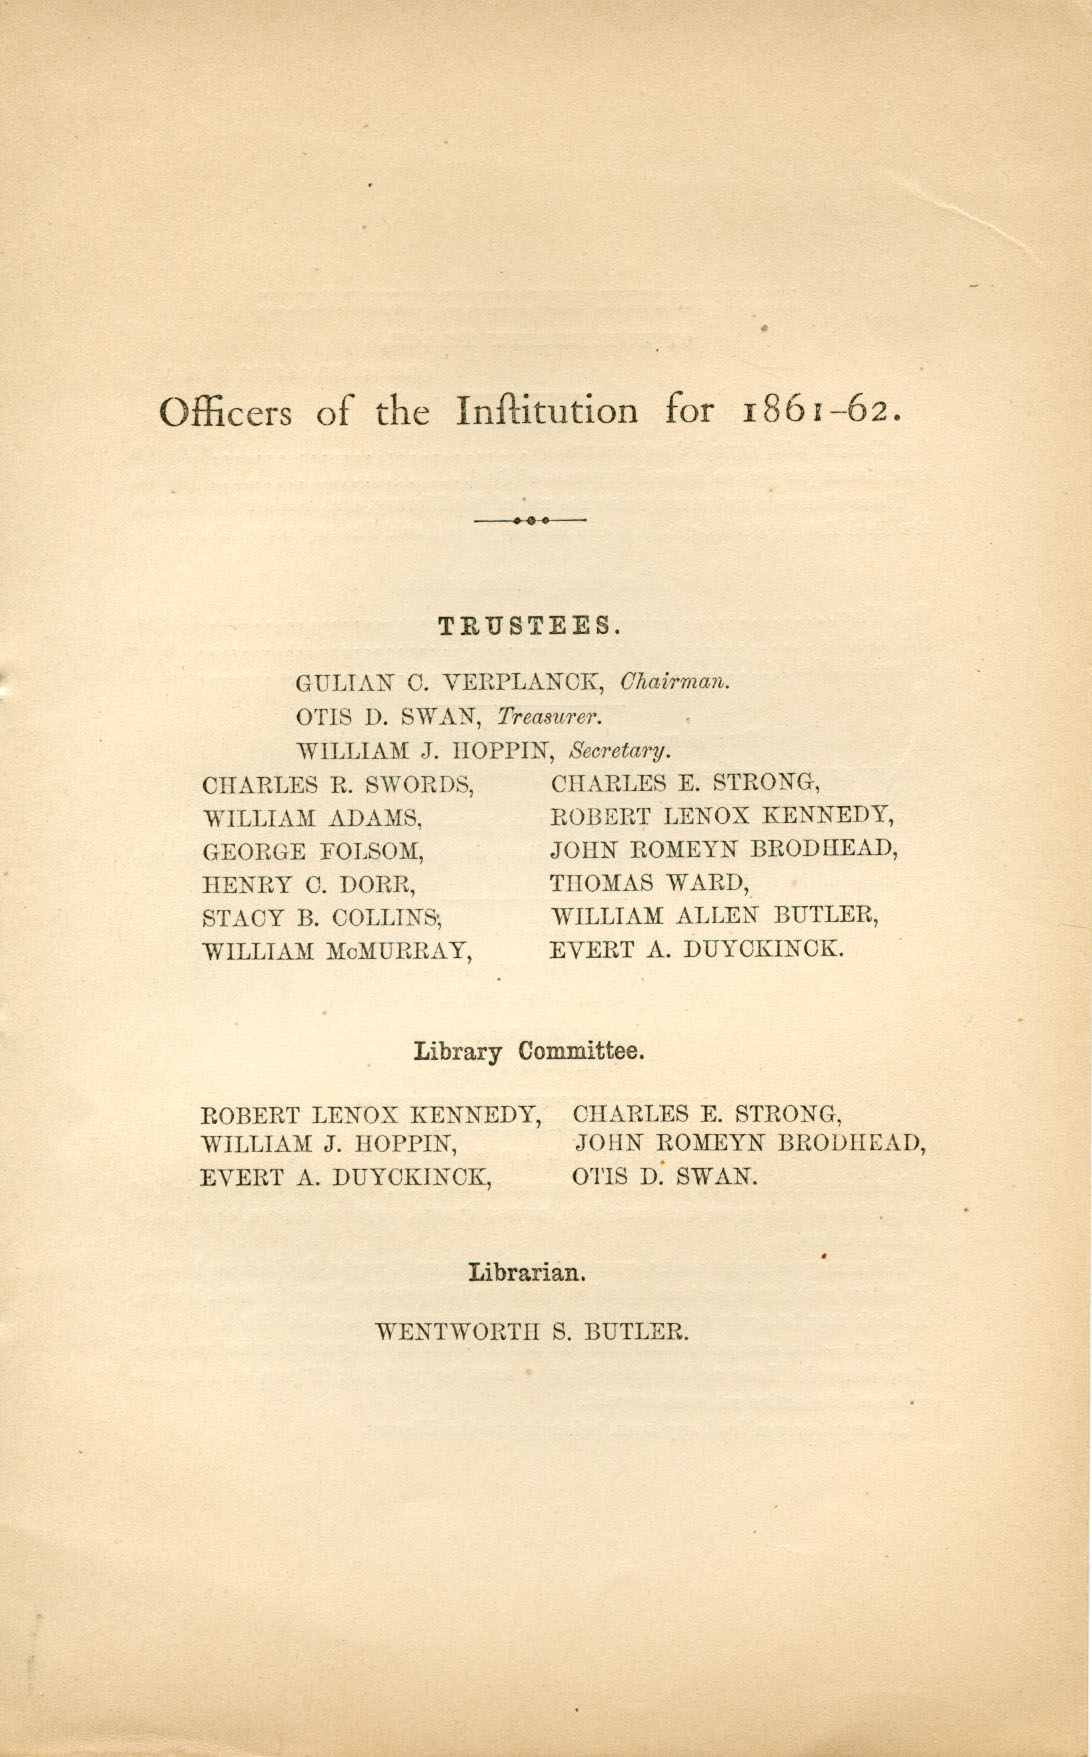 Officers of the Inſtitution for 1861-62.
TRUSTEES.
GULIAN C. VERPLANCK, Chairman.
OTIS D. SWAN, Treasurer.
WILLIAM J. HOPPIN, Secretary.
CHARLES R. SWORDS, CHARLES E. STRONG,
WILLIAM ADAMS, ROBERT LENOX KENNEDY,
GEORGE FOLSOM, JOHN ROMEYN BRODHEAD,
HENRY C. DORR, THOMAS WARD,
STACY B. COLLINS, WILLIAM ALLEN BUTLER,
WILLIAM McMURRAY, EVERT A. DUYCKINCK.
Library Committee.
ROBERT LENOX KENNEDY, CHARLES E. STRONG,
WILLIAM J. HOPPIN, JOHN ROMEYN BRODHEAD,
EVERT A. DUYCKINCK, OTIS D. SWAN.
Librarian.
WENTWORTH S. BUTLER.